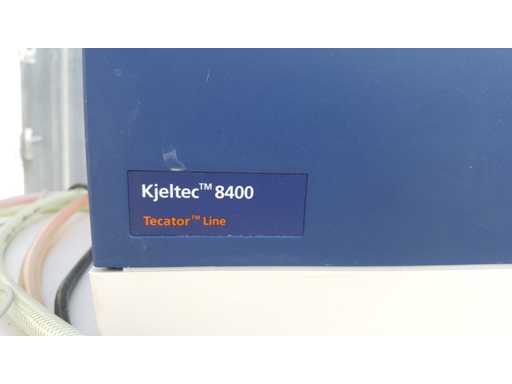 Kjeltec™ 8400
Tecator™ Line